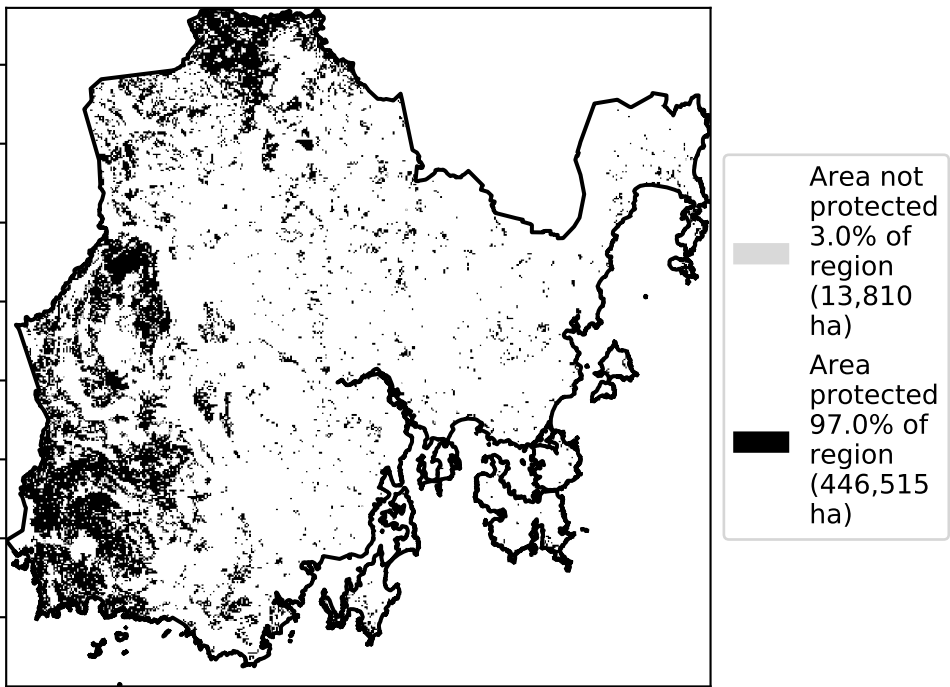 Area not
protected
3.0% of
region
(13,810
ha)
Area
protected
97.0% of
region
(446,515
ha)